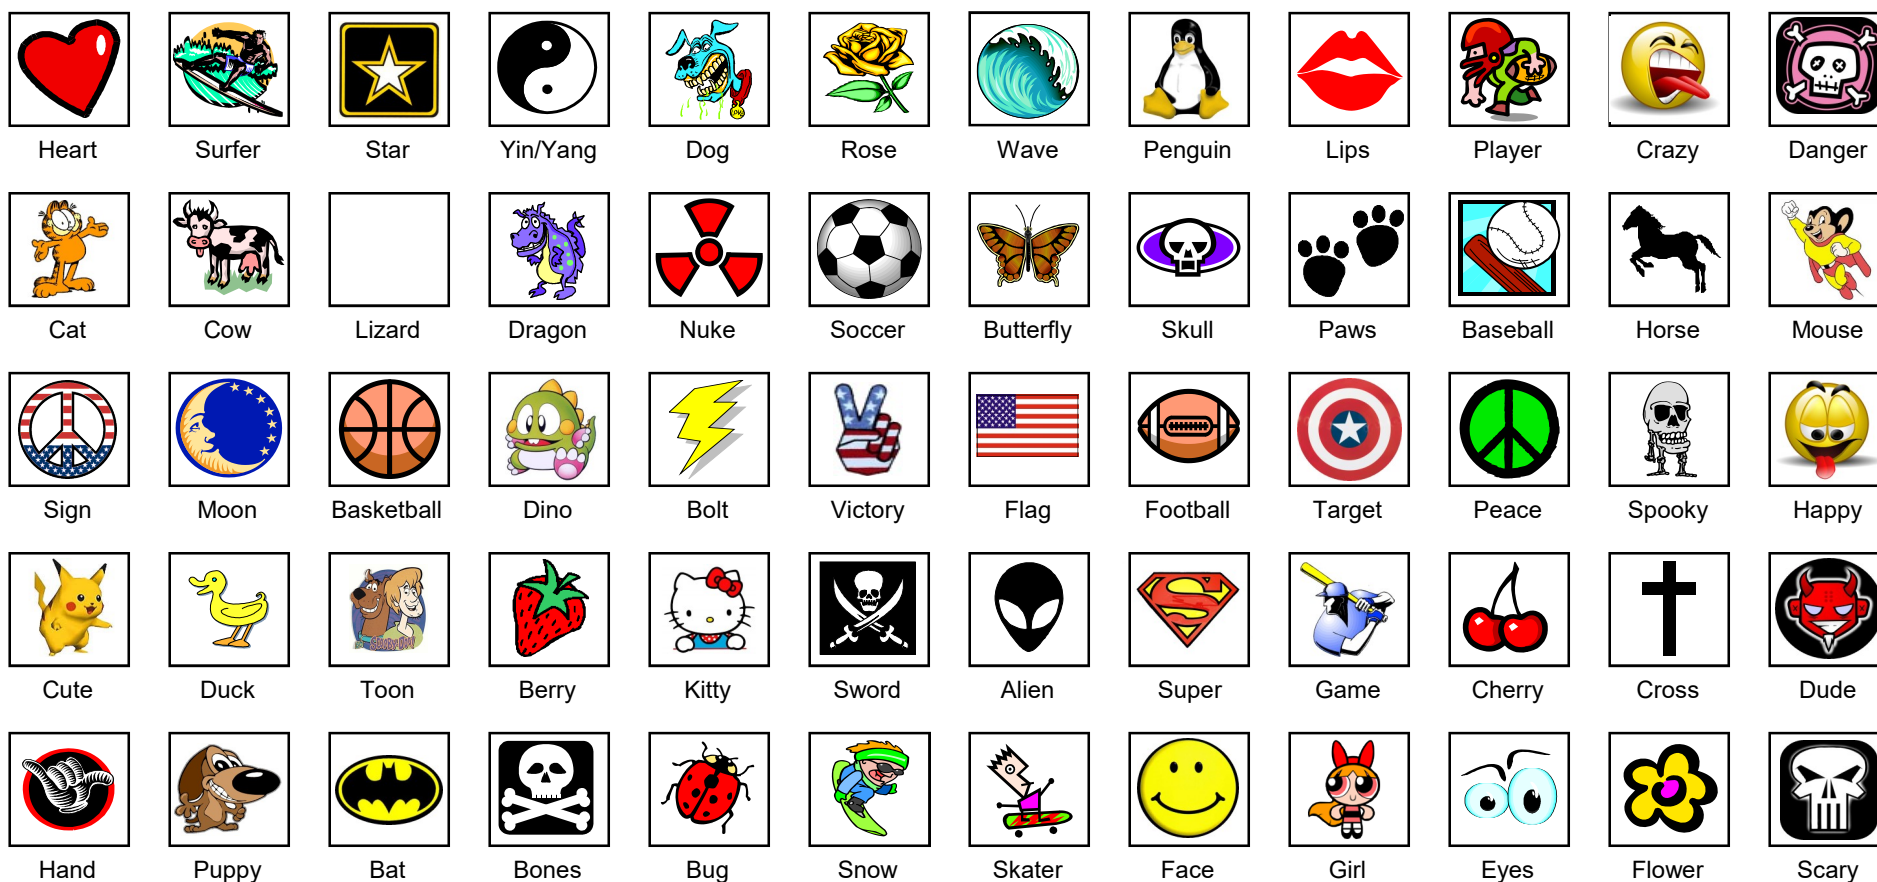 Heart Surfer Star Yin/Yang Dog Rose Wave Penguin Lips Player Crazy Danger
Cat Cow Lizard Dragon Nuke Soccer Butterfly Skull Paws Baseball Horse Mouse
Sign Moon Basketball Dino Bolt Victory Flag Football Target Peace Spooky Happy
Cute Duck Toon Berry Kitty Sword Alien Super Game Cherry Cross Dude
Hand Puppy Bat Bones Bug Snow Skater Face Girl Eyes Flower Scary